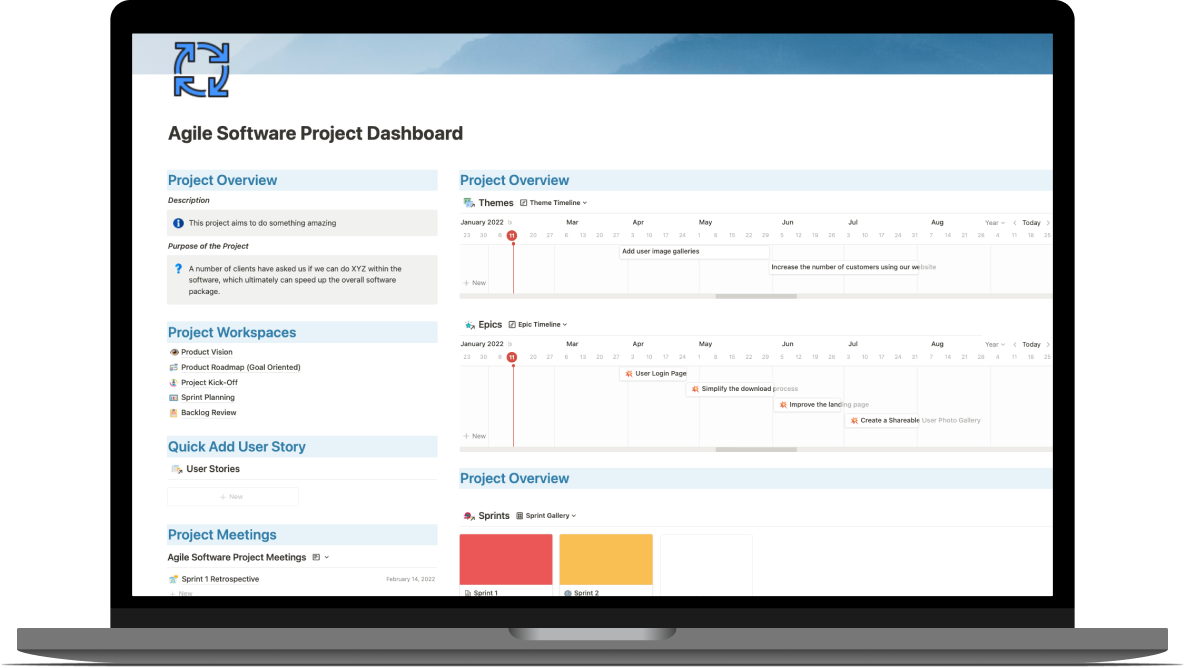 Agile Software Project Dashboard
Project Overview
Description
This project aims to do something amazing
Purpose of the Project
A number of clients have asked us if we can do XYZ within the
software, which ultimately can speed up the overall software
package.
Project Workspaces
Product Vision
Product Roadmap (Goal Oriented)
Project Kick-Off
Sprint Planning
Backlog Review
Quick Add User Story
User Stories
+ New
Project Meetings
Agile Software Project Meetings
Sprint 1 Retrospective February 14, 2022
+ New
Project Overview
Themes Theme Timeline
January 2022 Mar Apr May Jun Jul Aug Year < Today >
23 30 6 11 20 27 6 13 20 27 3 10 17 24 1 8 15 22 29 5 12 19 26 3 10 17 24 31 7 14 21 28 4 11 18 25
Add user image galleries
Increase the number of customers using our website
+ New
Epics Epic Timeline
January 2022 Mar Apr May Jun Jul Aug Year < Today >
23 30 6 11 20 27 6 13 20 27 3 10 17 24 1 8 15 22 29 5 12 19 26 3 10 17 24 31 7 14 21 28 4 11 18 25
User Login Page
Simplify the download process
Improve the landing page
Create a Shareable User Photo Gallery
+ New
Project Overview
Sprints Sprint Gallery
Sprint 1 Sprint 2